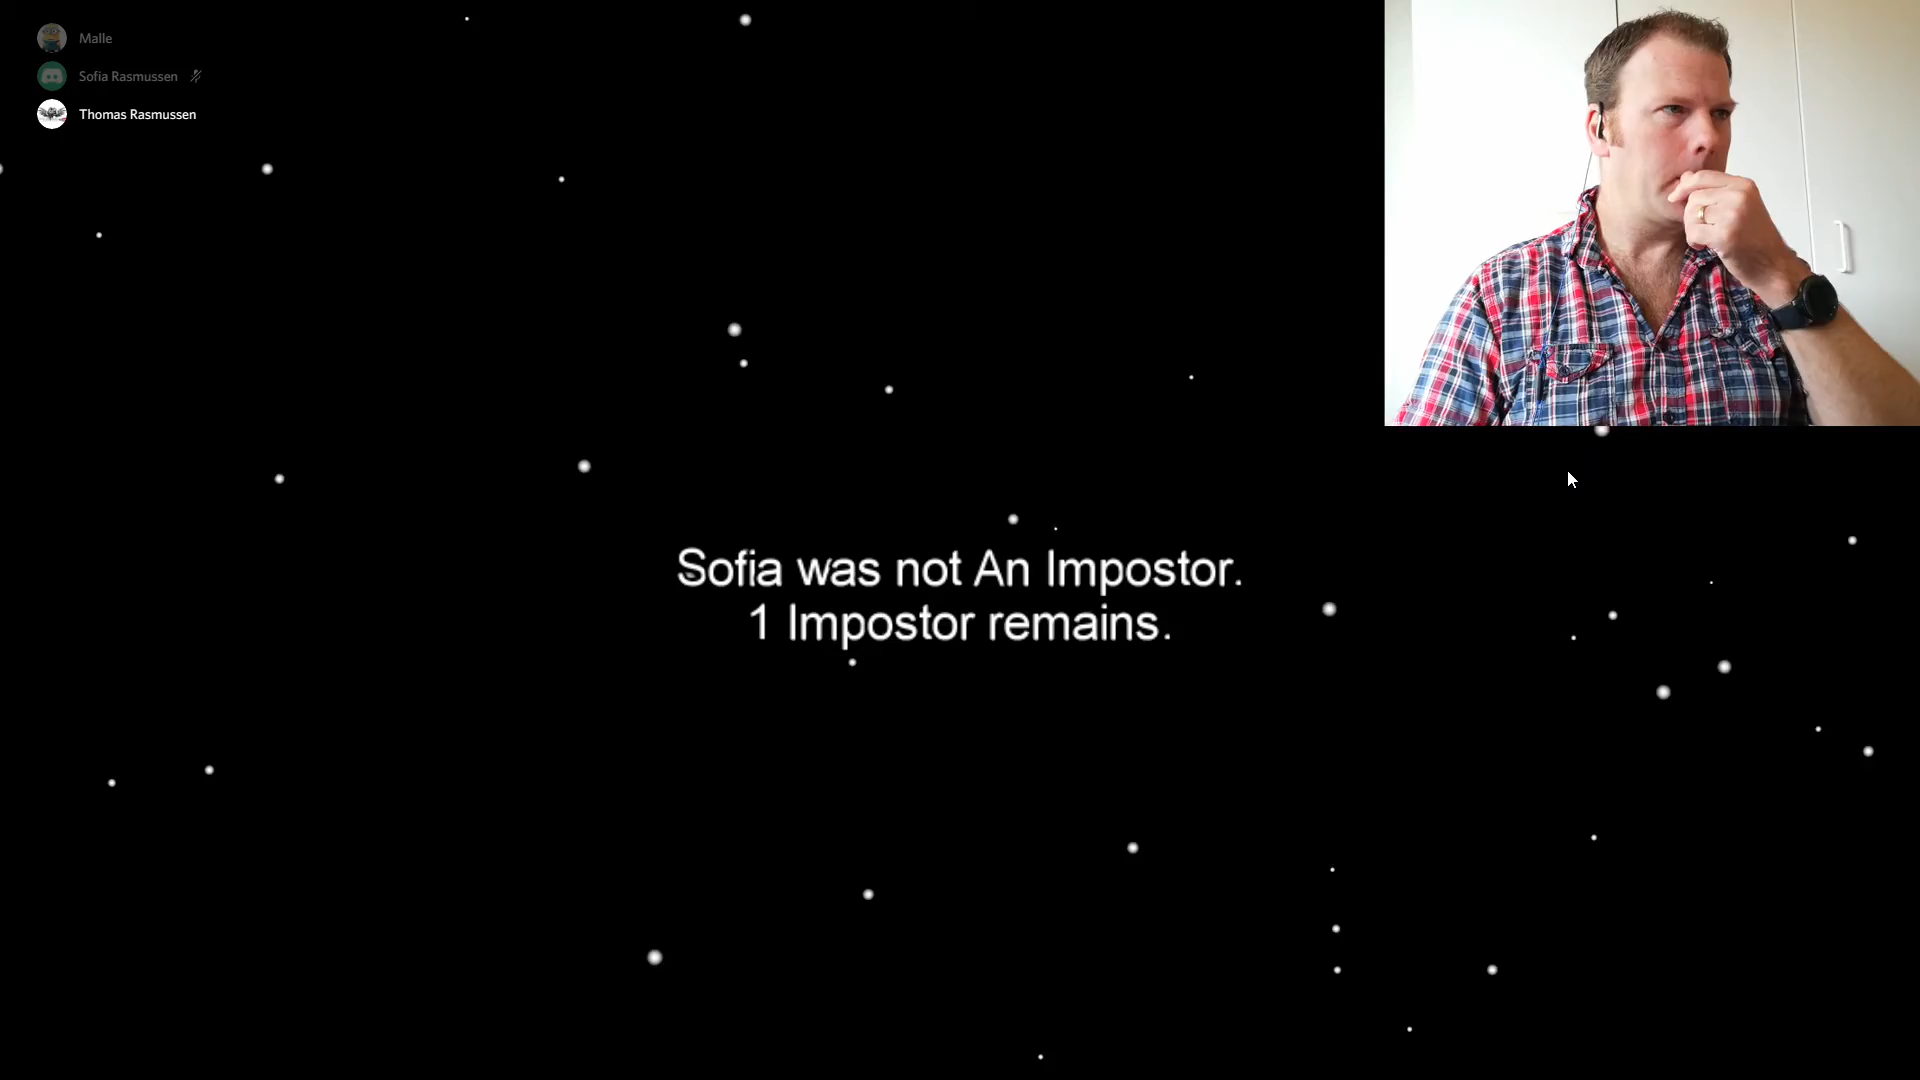 Malle
Sofia Rasmussen
Thomas Rasmussen
Sofia was not An Impostor.
1 Impostor remains.